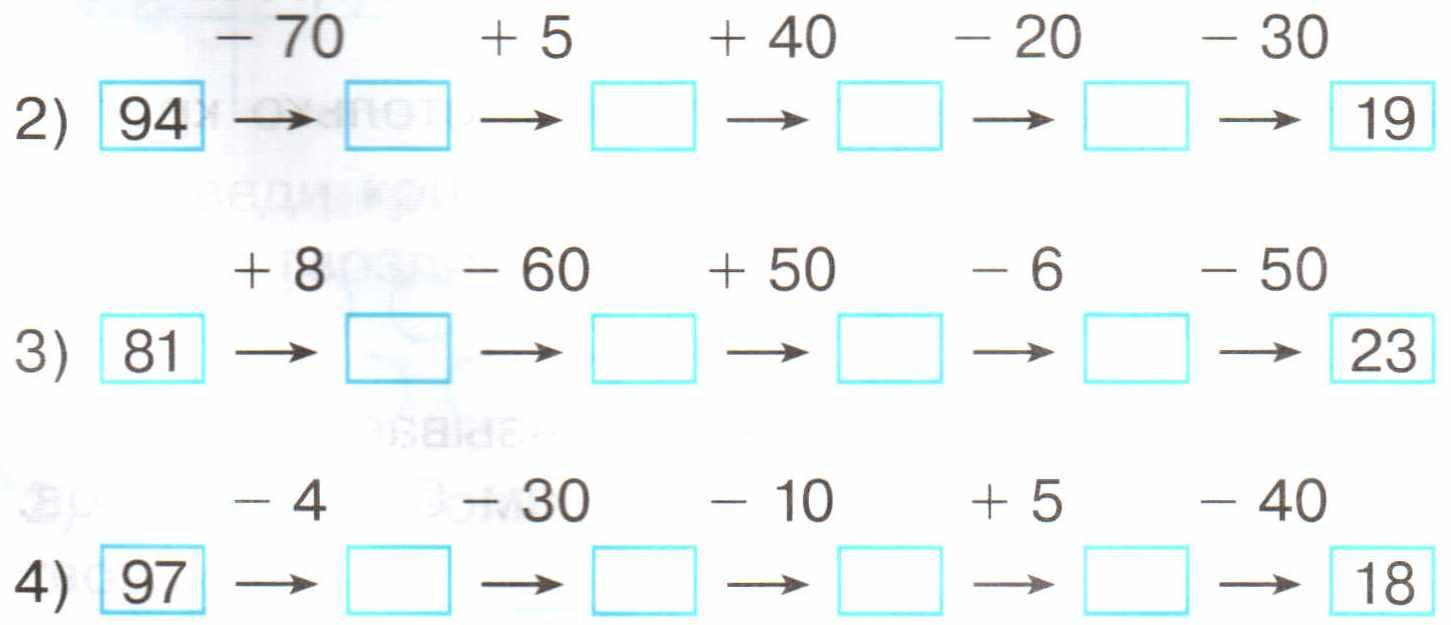 − 70 + 5 + 40 − 20 − 30
2) 94 → → → → → 19
+ 8 − 60 + 50 − 6 − 50
3) 81 → → → → → 23
− 4 − 30 − 10 + 5 − 40
4) 97 → → → → → 18